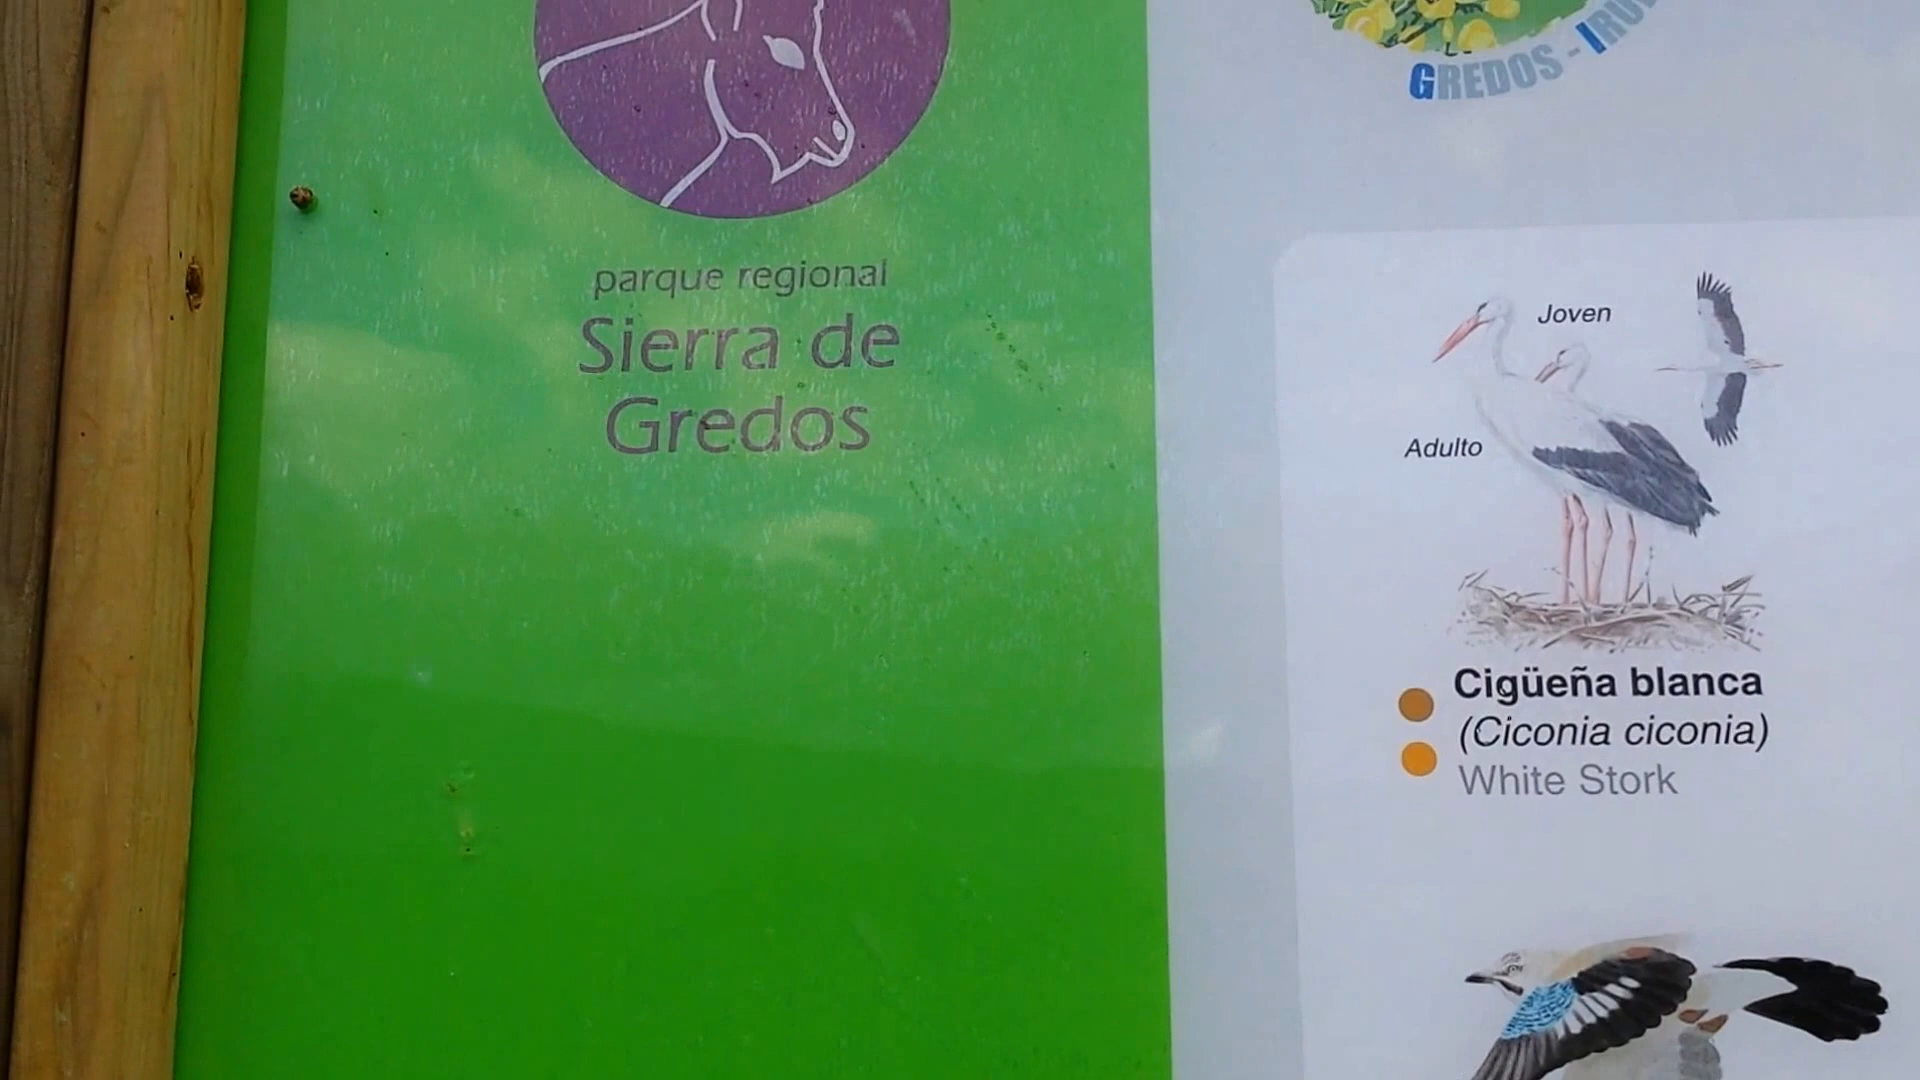 parque regional
Sierra de
Gredos
GREDOS -
Joven
Adulto
Cigüeña blanca
(Ciconia ciconia)
White Stork